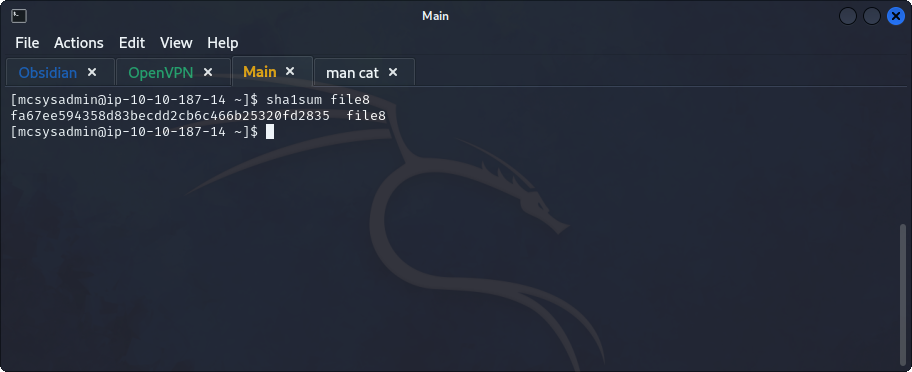 Main
File Actions Edit View Help
Obsidian × OpenVPN × Main × man cat ×
[mcsysadmin@ip-10-10-187-14 ~]$ sha1sum file8
fa67ee594358d83becdd2cb6c466b25320fd2835  file8
[mcsysadmin@ip-10-10-187-14 ~]$